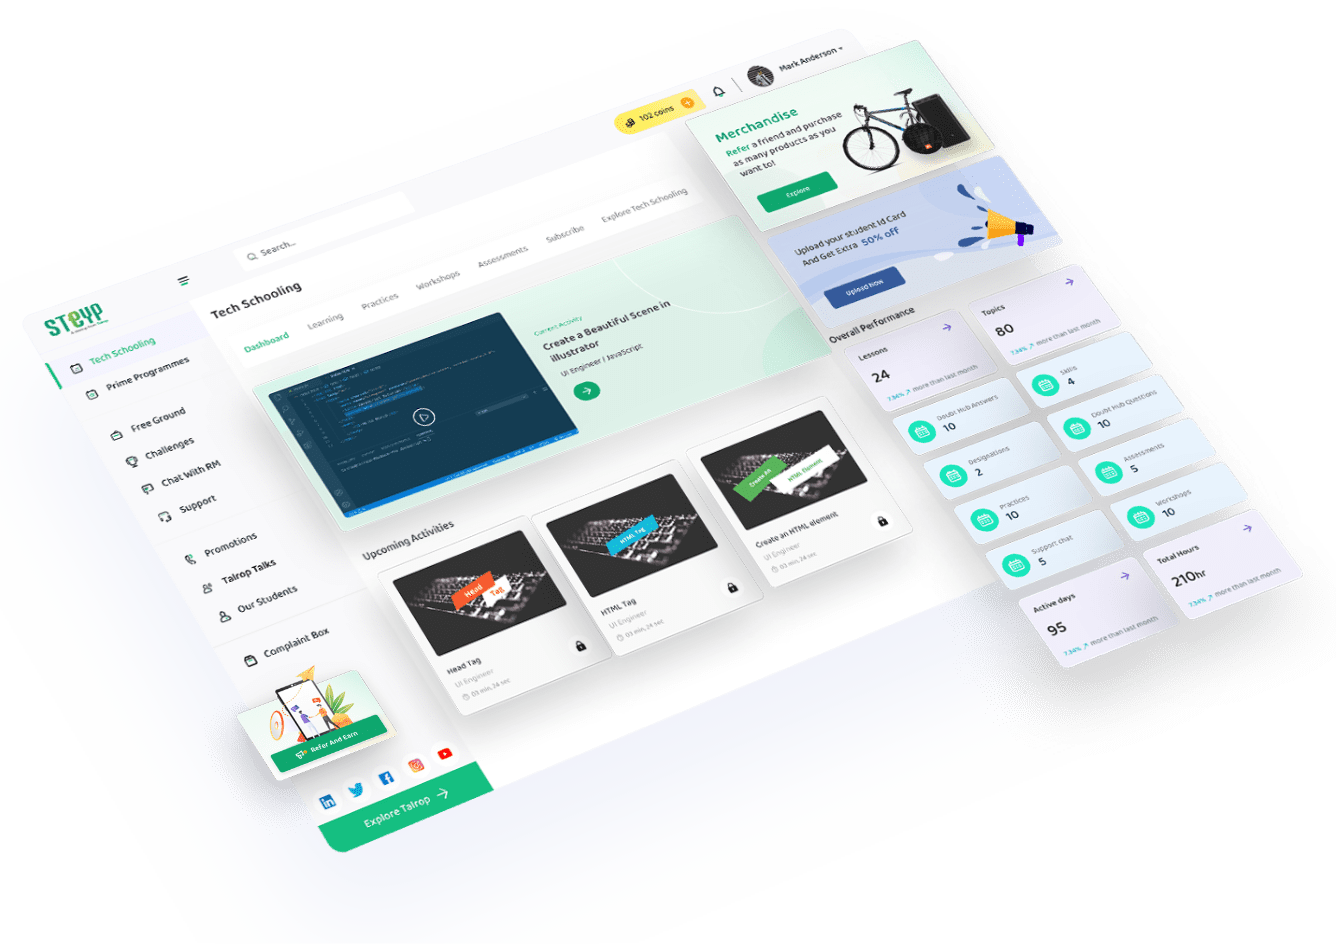 STEYP
Tech Schooling
Prime Programmes
Free Ground
Challenges
Chat With RM
Support
Promotions
Talrop Talks
Our Students
Complaint Box
Refer And Earn
Explore Talrop
Search...
102 coins
Mark Anderson
Tech Schooling
Dashboard
Learning
Practices
Workshops
Assessments
Subscribe
Explore Tech Schooling
Current Activity
Create a Beautiful Scene in
illustrator
UI Engineer / JavaScript
Upcoming Activities
Head
Tag
Head Tag
UI Engineer
03 min, 24 sec
HTML Tag
HTML Tag
UI Engineer
03 min, 24 sec
Create An
HTML Element
Create an HTML element
UI Engineer
03 min, 24 sec
Merchandise
Refer a friend and purchase
as many products as you
want to!
Explore
Upload your student Id Card
And Get Extra 50% off
Upload Now
Overall Performance
Lessons
24
7.56% more than last month
Topics
80
7.34% more than last month
Doubt Hub Answers
10
Skills
4
Designations
2
Doubt Hub Questions
10
Practices
10
Assessments
5
Support chat
5
Workshops
10
Active days
95
7.34% more than last month
Total Hours
210hr
7.34% more than last month